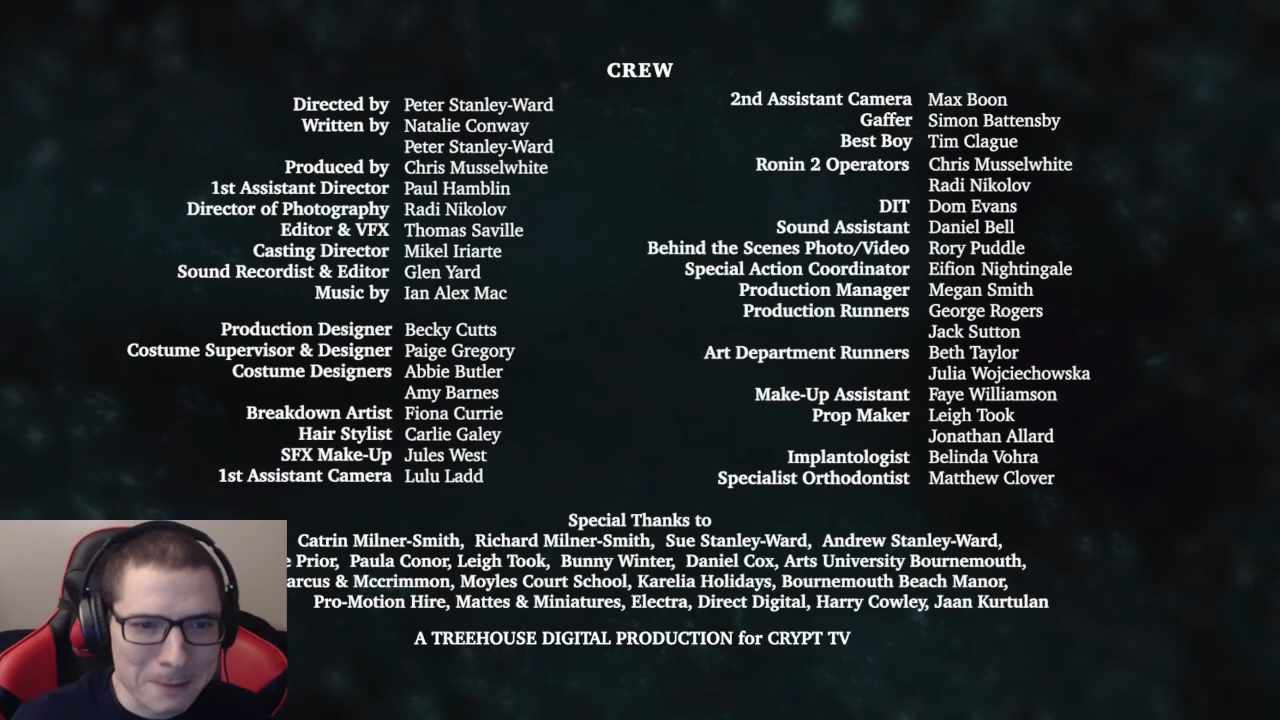 CREW
Directed by Peter Stanley-Ward
Written by Natalie Conway
Peter Stanley-Ward
Produced by Chris Musselwhite
1st Assistant Director Paul Hamblin
Director of Photography Radi Nikolov
Editor & VFX Thomas Saville
Casting Director Mikel Iriarte
Sound Recordist & Editor Glen Yard
Music by Ian Alex Mac
Production Designer Becky Cutts
Costume Supervisor & Designer Paige Gregory
Costume Designers Abbie Butler
Amy Barnes
Breakdown Artist Fiona Currie
Hair Stylist Carlie Galey
SFX Make-Up Jules West
1st Assistant Camera Lulu Ladd
2nd Assistant Camera Max Boon
Gaffer Simon Battensby
Best Boy Tim Clague
Ronin 2 Operators Chris Musselwhite
Radi Nikolov
DIT Dom Evans
Sound Assistant Daniel Bell
Behind the Scenes Photo/Video Rory Puddle
Special Action Coordinator Eifion Nightingale
Production Manager Megan Smith
Production Runners George Rogers
Jack Sutton
Art Department Runners Beth Taylor
Julia Wojciechowska
Make-Up Assistant Faye Williamson
Prop Maker Leigh Took
Jonathan Allard
Implantologist Belinda Vohra
Specialist Orthodontist Matthew Clover
Special Thanks to
Catrin Milner-Smith, Richard Milner-Smith, Sue Stanley-Ward, Andrew Stanley-Ward,
Prior, Paula Conor, Leigh Took, Bunny Winter, Daniel Cox, Arts University Bournemouth,
& Mccrimmon, Moyles Court School, Karelia Holidays, Bournemouth Beach Manor,
Pro-Motion Hire, Mattes & Miniatures, Electra, Direct Digital, Harry Cowley, Jaan Kurtulan
A TREEHOUSE DIGITAL PRODUCTION for CRYPT TV